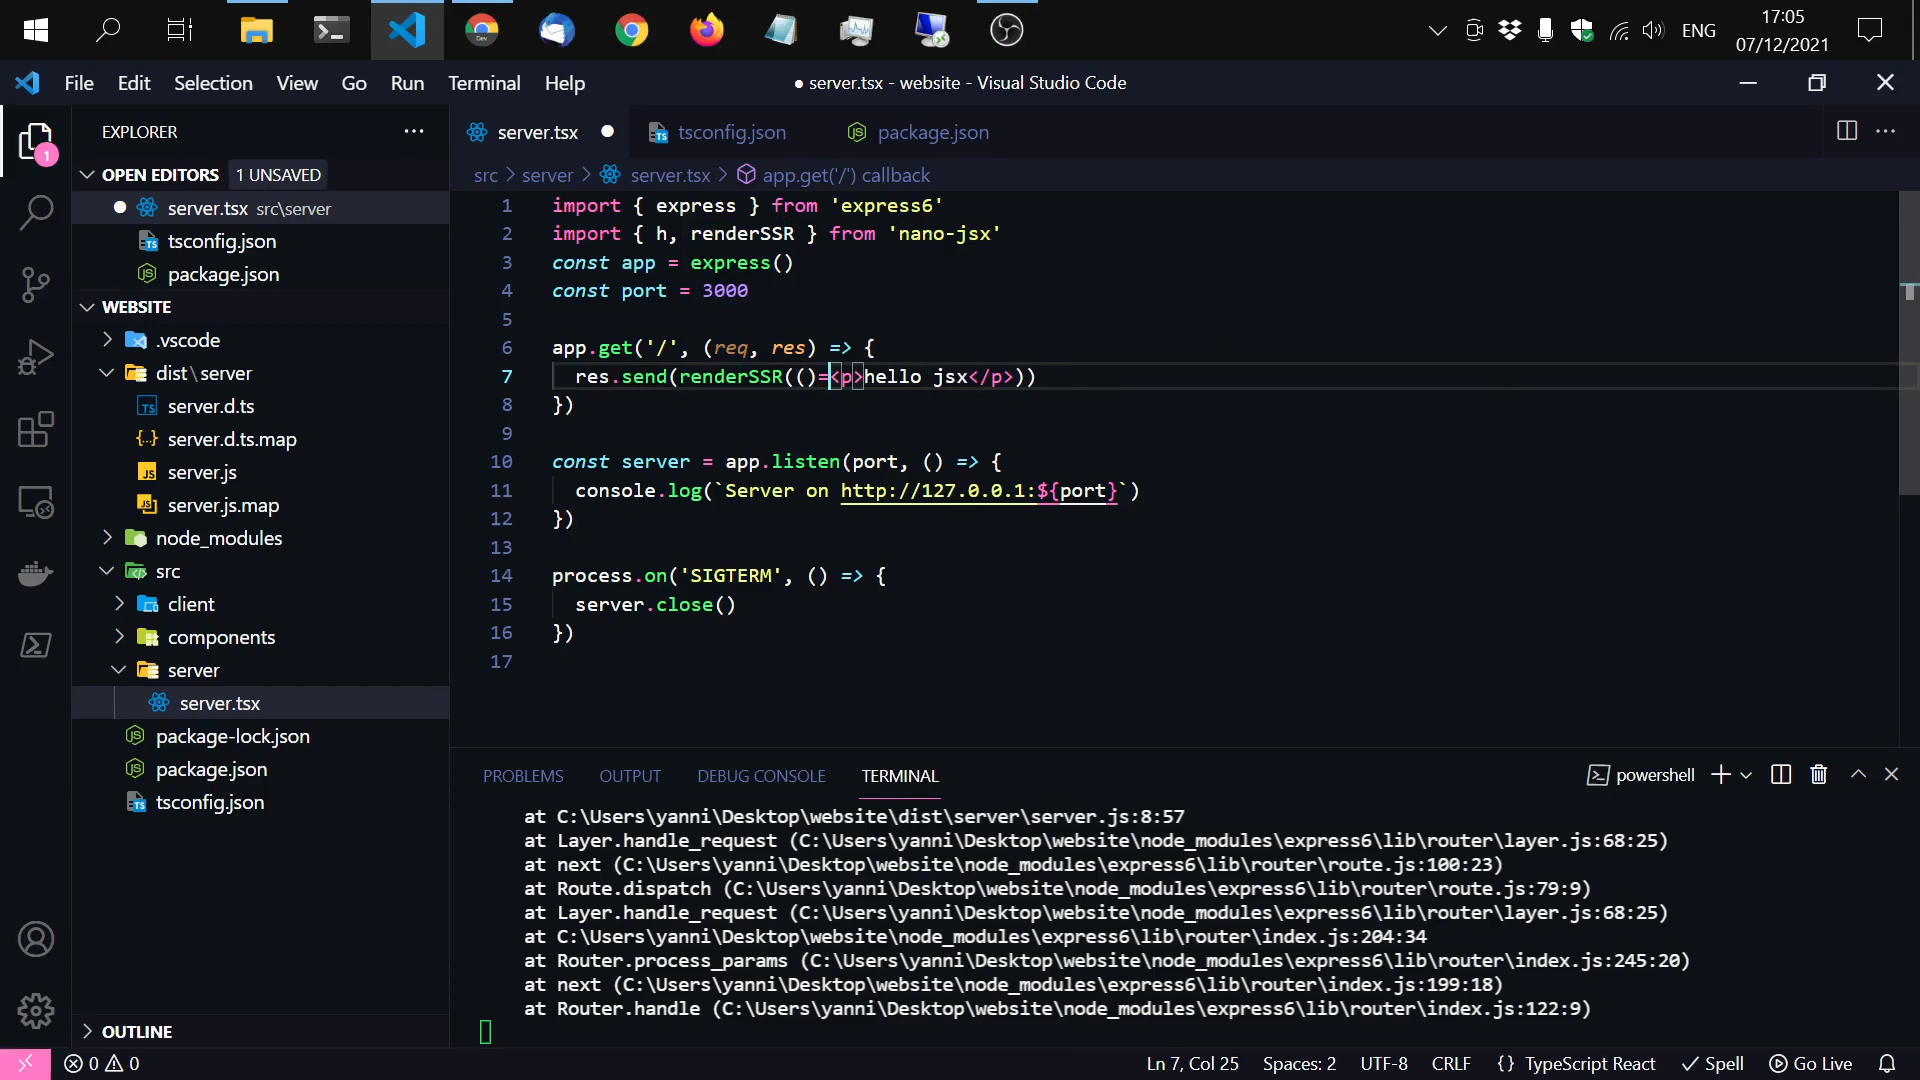 ENG
17:05
07/12/2021
File Edit Selection View Go Run Terminal Help
● server.tsx - website - Visual Studio Code
1
EXPLORER
OPEN EDITORS 1 UNSAVED
server.tsx src\server
tsconfig.json
package.json
WEBSITE
.vscode
dist\server
server.d.ts
server.d.ts.map
server.js
server.js.map
node_modules
src
client
components
server
server.tsx
package-lock.json
package.json
tsconfig.json
OUTLINE
server.tsx tsconfig.json package.json
src > server > server.tsx > app.get('/') callback
1 import { express } from 'express6'
2 import { h, renderSSR } from 'nano-jsx'
3 const app = express()
4 const port = 3000
5
6 app.get('/', (req, res) => {
7 res.send(renderSSR(()=<p>hello jsx</p>))
8 })
9
10 const server = app.listen(port, () => {
11 console.log(`Server on http://127.0.0.1:${port}`)
12 })
13
14 process.on('SIGTERM', () => {
15 server.close()
16 })
17
PROBLEMS OUTPUT DEBUG CONSOLE TERMINAL
powershell
at C:\Users\yanni\Desktop\website\dist\server\server.js:8:57
at Layer.handle_request (C:\Users\yanni\Desktop\website\node_modules\express6\lib\router\layer.js:68:25)
at next (C:\Users\yanni\Desktop\website\node_modules\express6\lib\router\route.js:100:23)
at Route.dispatch (C:\Users\yanni\Desktop\website\node_modules\express6\lib\router\route.js:79:9)
at Layer.handle_request (C:\Users\yanni\Desktop\website\node_modules\express6\lib\router\layer.js:68:25)
at C:\Users\yanni\Desktop\website\node_modules\express6\lib\router\index.js:204:34
at Router.process_params (C:\Users\yanni\Desktop\website\node_modules\express6\lib\router\index.js:245:20)
at next (C:\Users\yanni\Desktop\website\node_modules\express6\lib\router\index.js:199:18)
at Router.handle (C:\Users\yanni\Desktop\website\node_modules\express6\lib\router\index.js:122:9)
0 0
Ln 7, Col 25 Spaces: 2 UTF-8 CRLF {} TypeScript React Spell Go Live